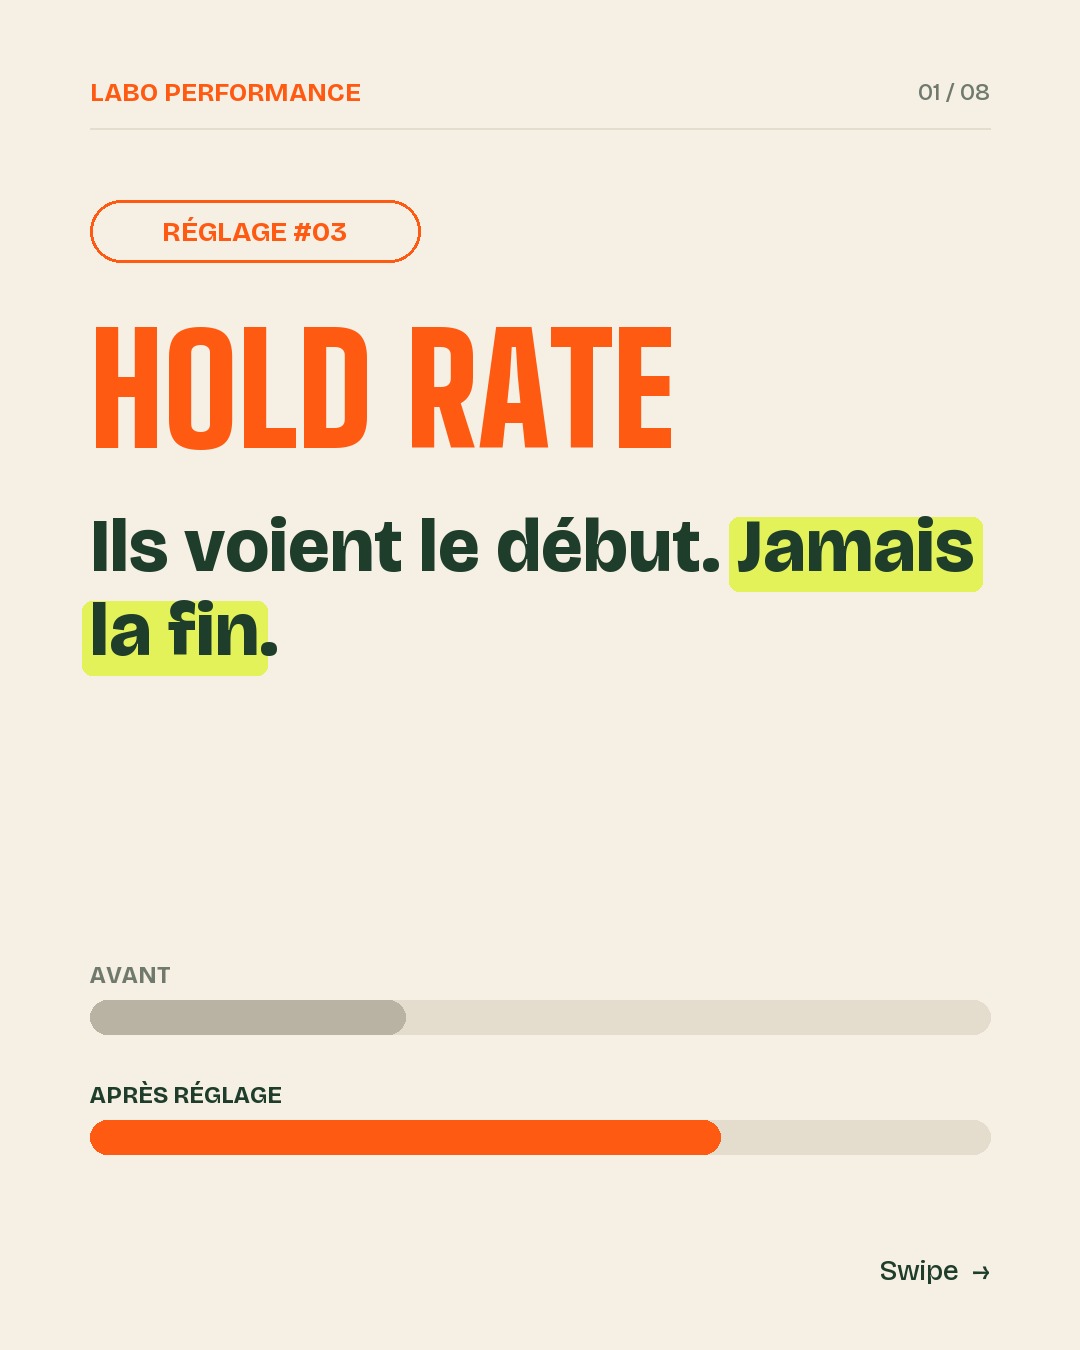 LABO PERFORMANCE
01 / 08
RÉGLAGE #03
HOLD RATE
Ils voient le début. Jamais
la fin.
AVANT
APRÈS RÉGLAGE
Swipe →